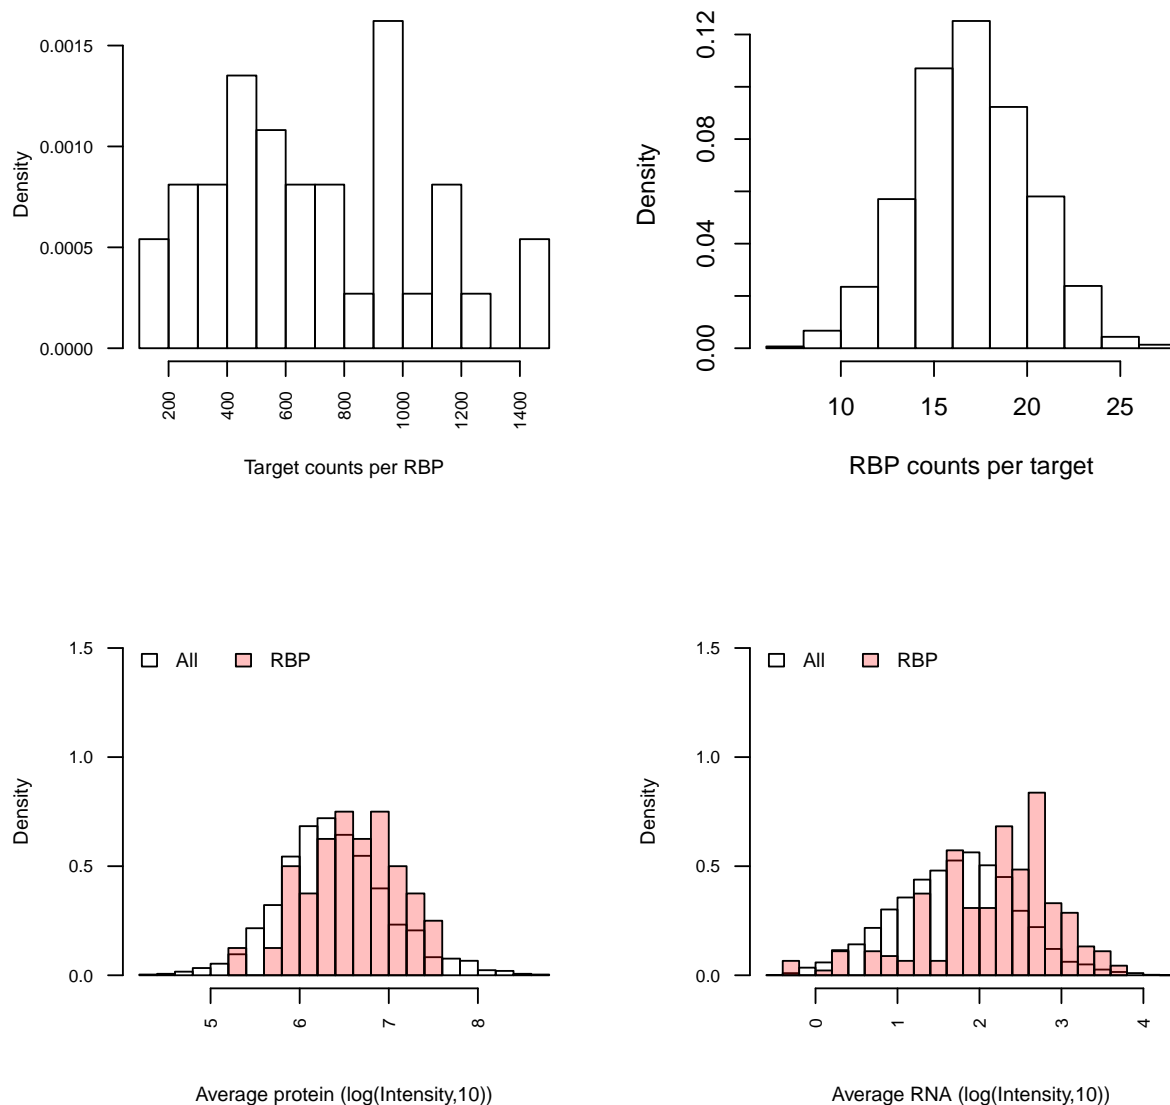 0.0015
0.0010
0.0005
0.0000
Density
200 400 600 800 1000 1200 1400
Target counts per RBP
0.12
0.08
0.04
0.00
Density
10 15 20 25
RBP counts per target
1.5
1.0
0.5
0.0
Density
All RBP
5 6 7 8
Average protein (log(Intensity,10))
1.5
1.0
0.5
0.0
Density
All RBP
0 1 2 3 4
Average RNA (log(Intensity,10))